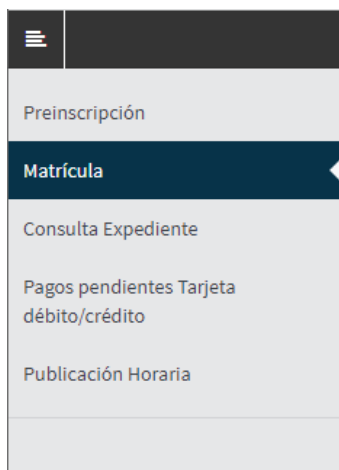 Preinscripción
Matrícula
Consulta Expediente
Pagos pendientes Tarjeta
débito/crédito
Publicación Horaria